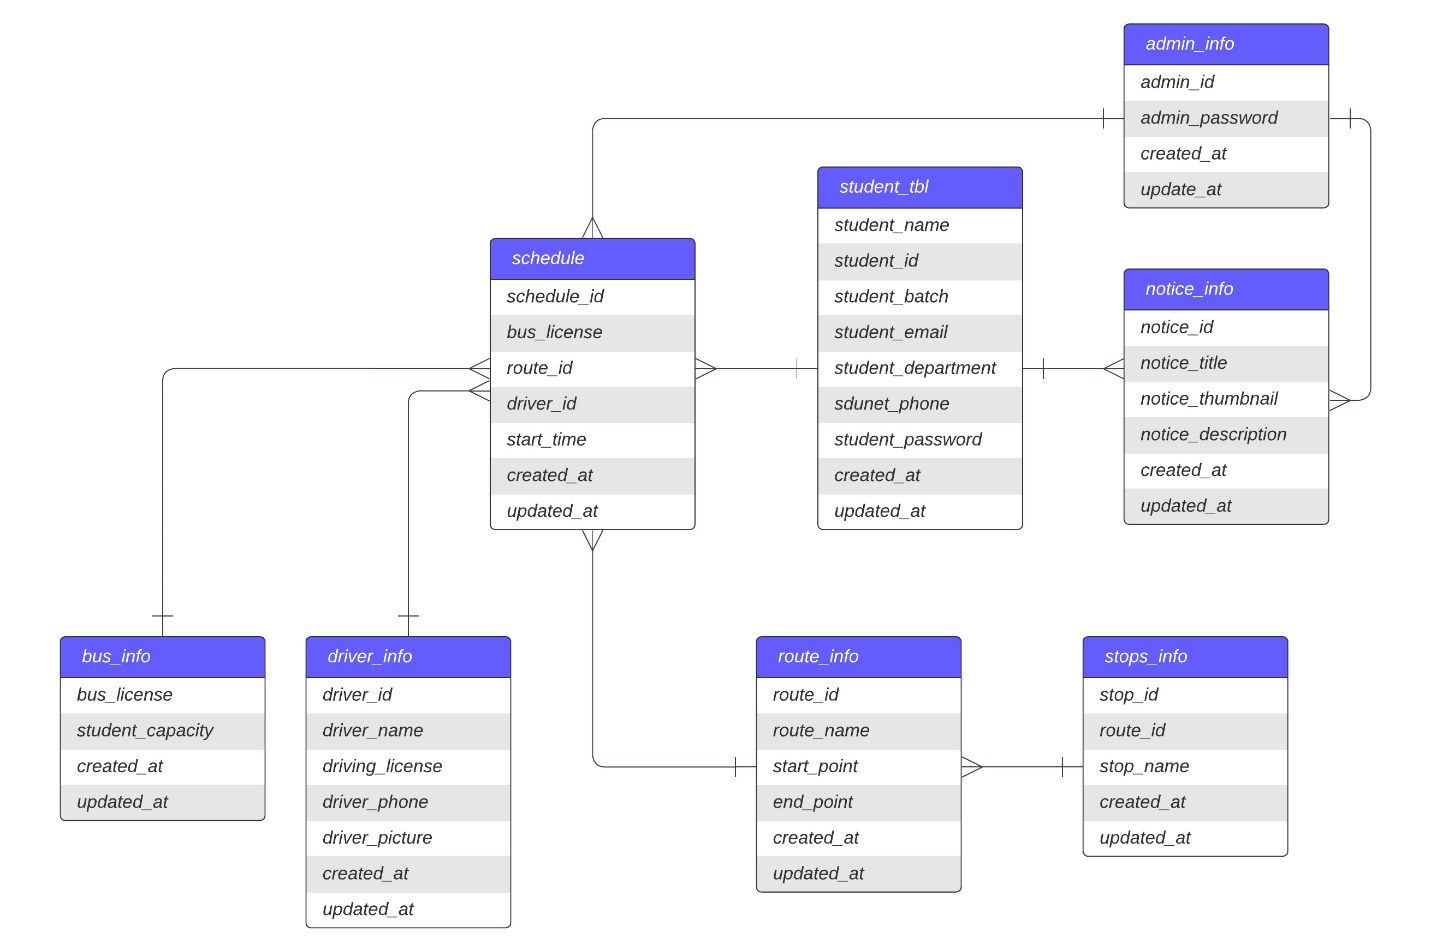 admin_info
admin_id
admin_password
created_at
update_at
student_tbl
student_name
student_id
student_batch
student_email
student_department
sdunet_phone
student_password
created_at
updated_at
schedule
schedule_id
bus_license
route_id
driver_id
start_time
created_at
updated_at
notice_info
notice_id
notice_title
notice_thumbnail
notice_description
created_at
updated_at
bus_info
bus_license
student_capacity
created_at
updated_at
driver_info
driver_id
driver_name
driving_license
driver_phone
driver_picture
created_at
updated_at
route_info
route_id
route_name
start_point
end_point
created_at
updated_at
stops_info
stop_id
route_id
stop_name
created_at
updated_at